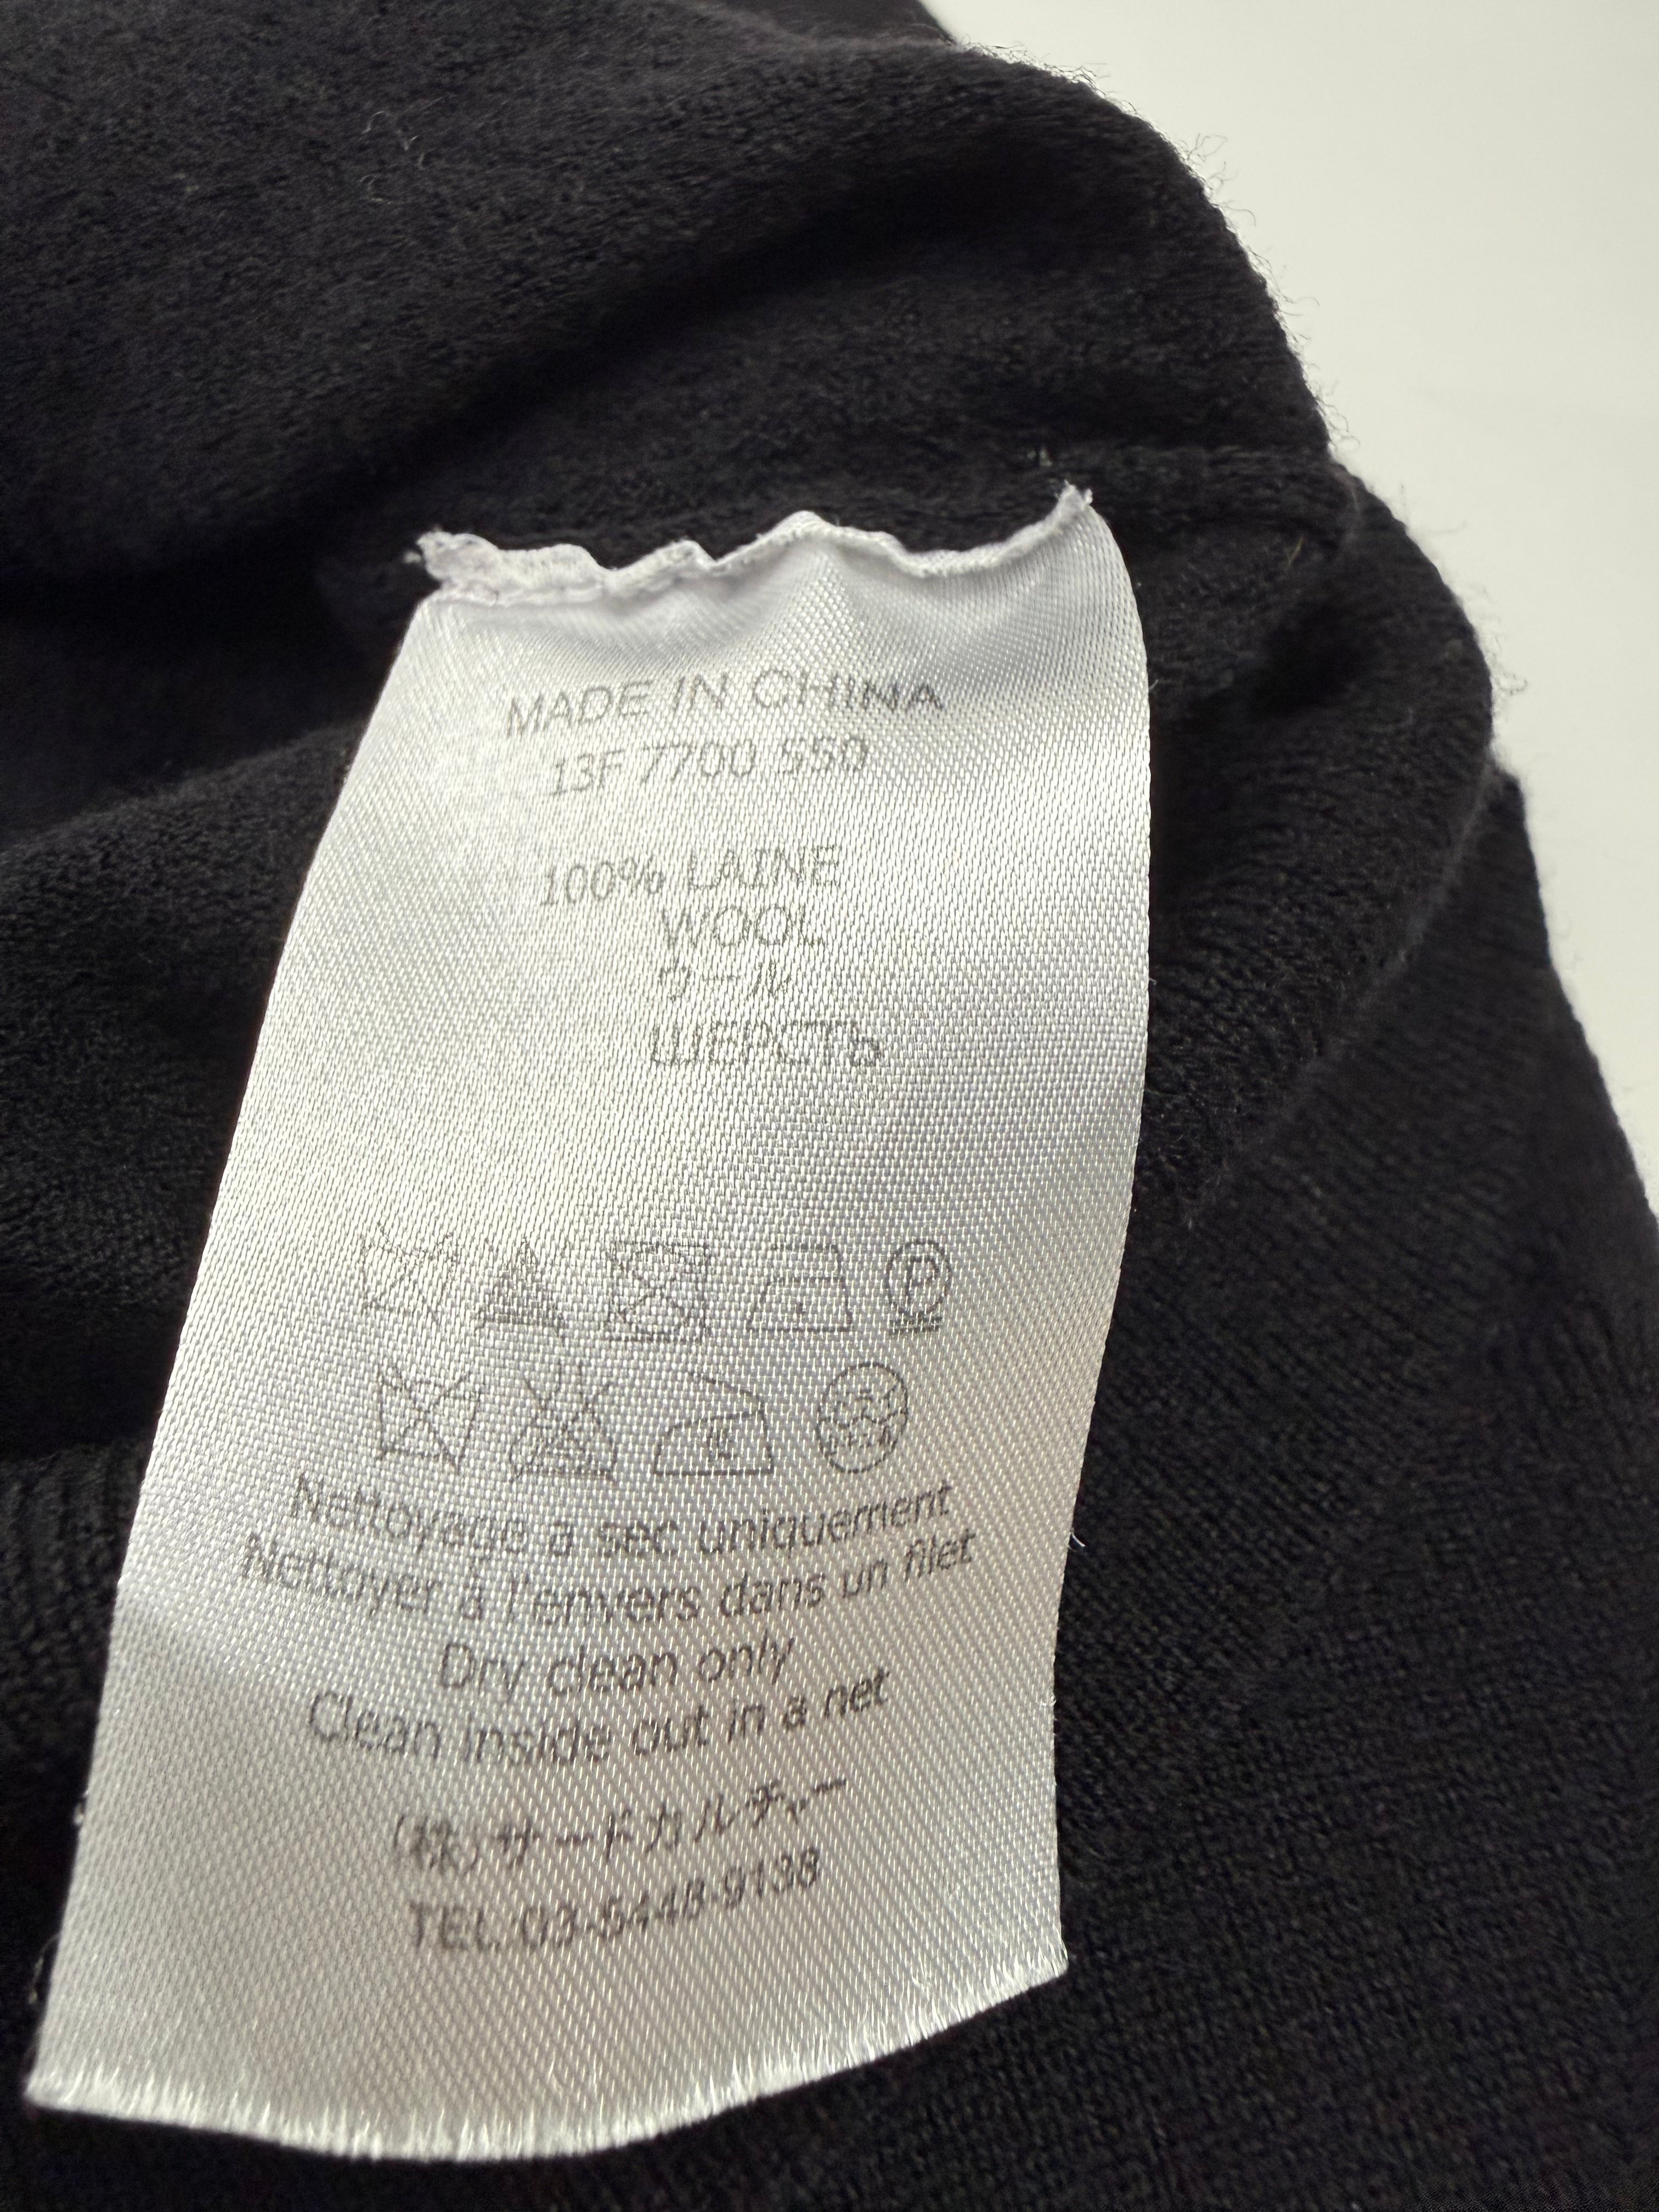 MADE IN CHINA
13F 7700 550
100% LAINE
WOOL
ウール
ШЕРСТЬ
P
Nettoyage a sec uniquement
Nettoyer à l'envers dans un filet
Dry clean only
Clean inside out in a net
(株)サードカルチャー
TEL.03-5448-9138